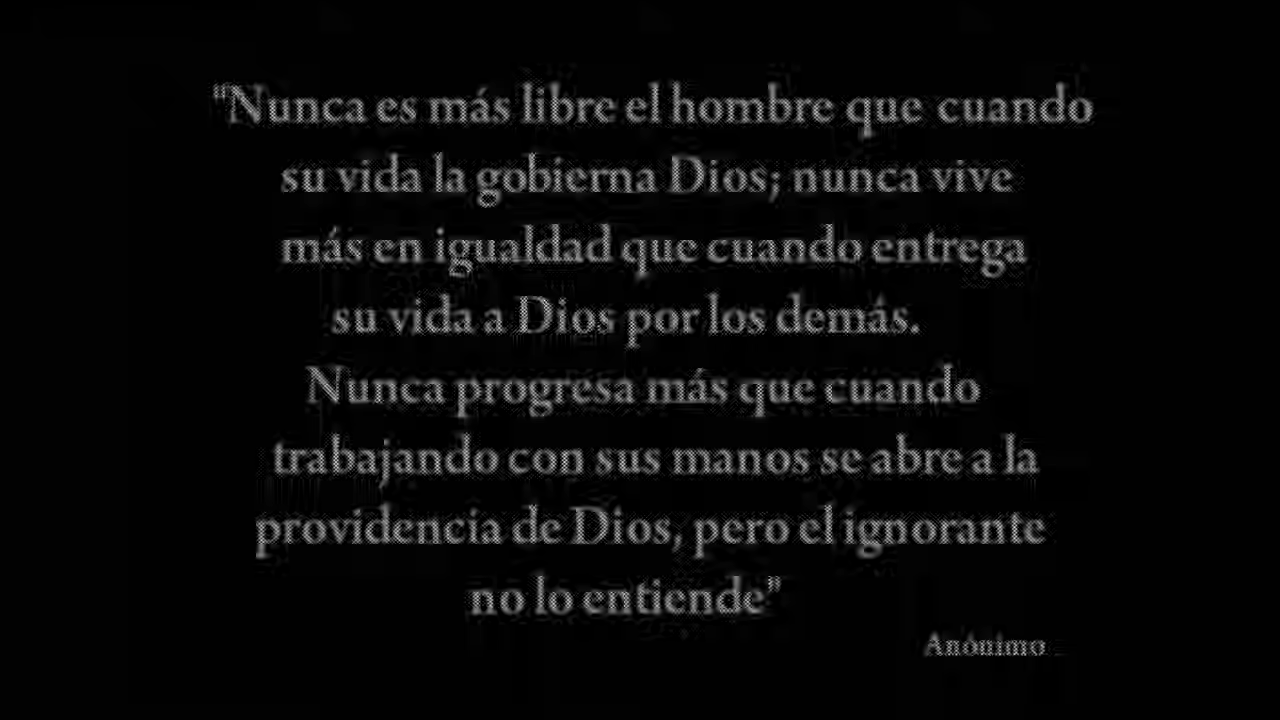 "Nunca es más libre el hombre que cuando
su vida la gobierna Dios; nunca vive
más en igualdad que cuando entrega
su vida a Dios por los demás.
Nunca progresa más que cuando
trabajando con sus manos se abre a la
providencia de Dios, pero el ignorante
no lo entiende"
Anónimo